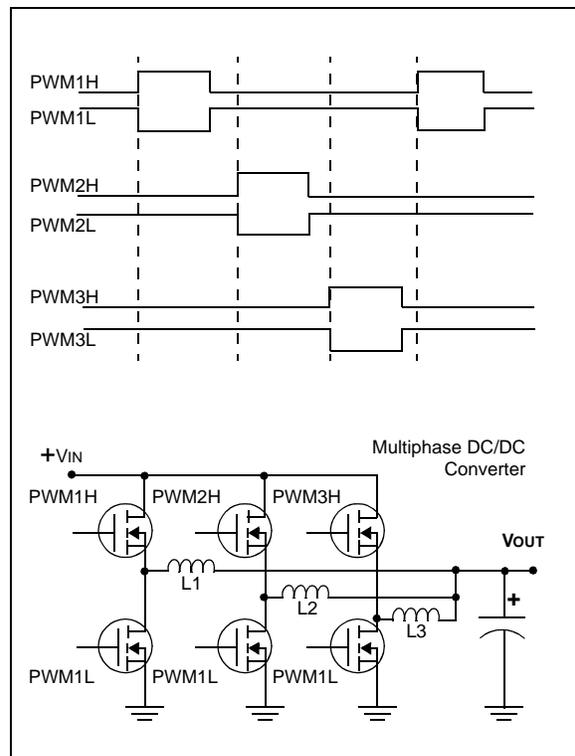 PWM1H
PWM1L
PWM2H
PWM2L
PWM3H
PWM3L
Multiphase DC/DC
Converter
+VIN
PWM1H PWM2H PWM3H
VOUT
L1
L2
L3
+
PWM1L PWM1L PWM1L